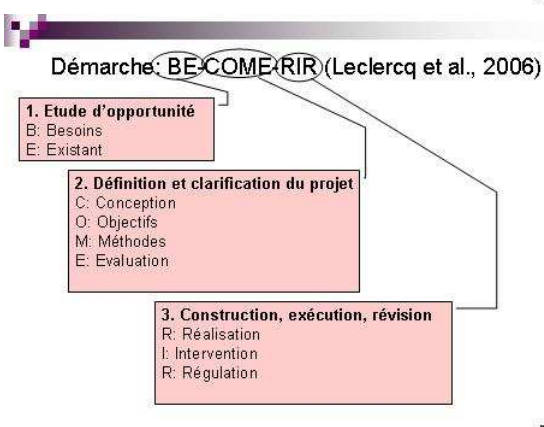 Démarche: BE-COME-RIR (Leclercq et al., 2006)
1. Etude d'opportunité
B: Besoins
E: Existant
2. Définition et clarification du projet
C: Conception
O: Objectifs
M: Méthodes
E: Evaluation
3. Construction, exécution, révision
R: Réalisation
I: Intervention
R: Régulation